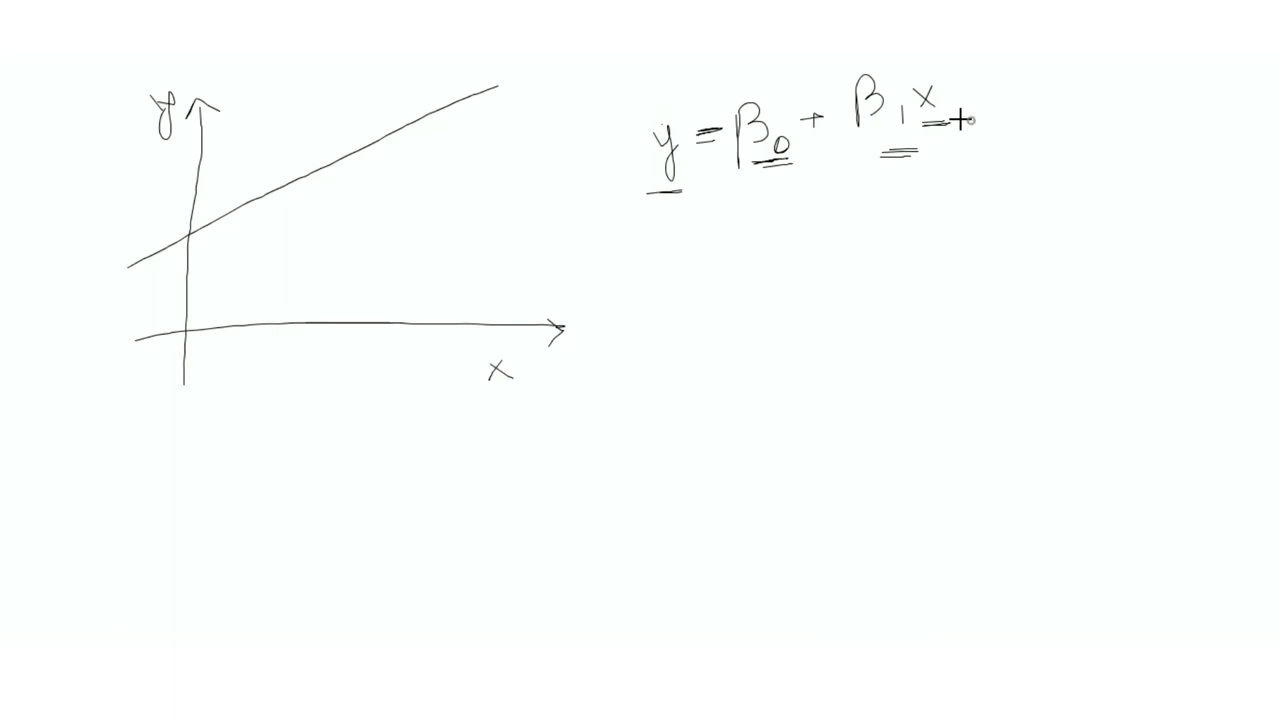 y
x
y = β₀ + β₁x